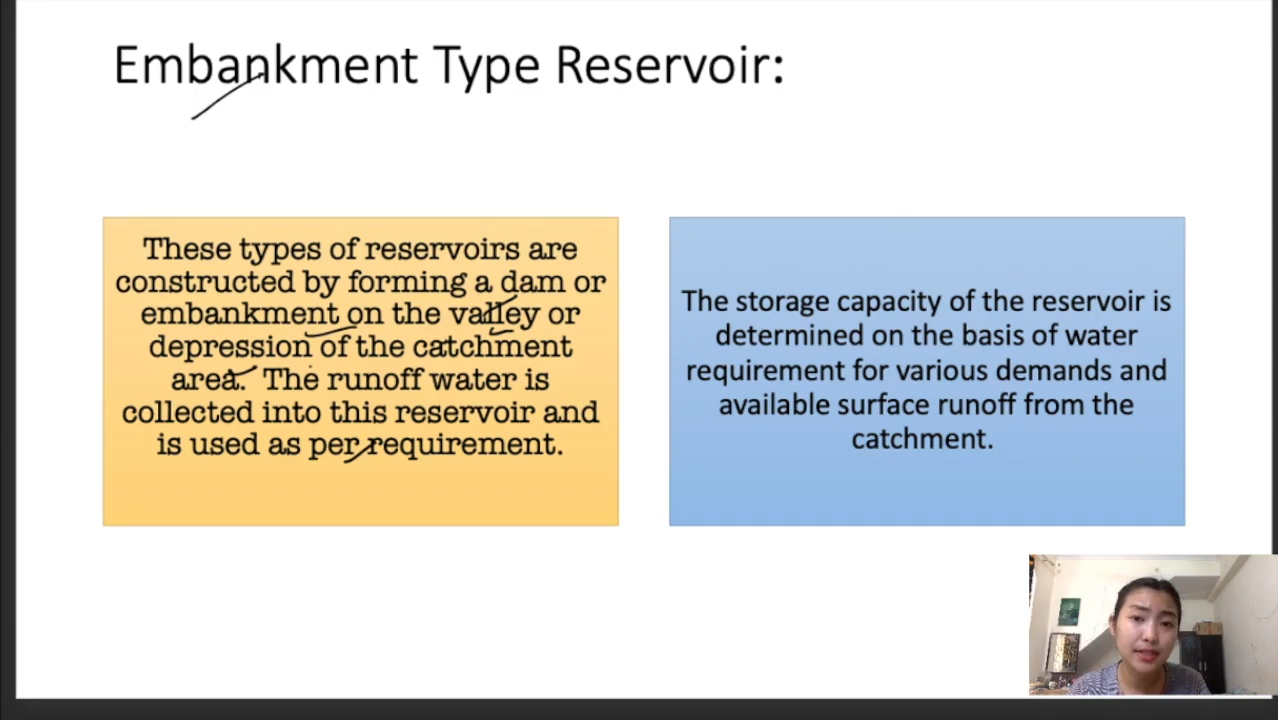 Embankment Type Reservoir:
These types of reservoirs are
constructed by forming a dam or
embankment on the valley or
depression of the catchment
area. The runoff water is
collected into this reservoir and
is used as per requirement.
The storage capacity of the reservoir is
determined on the basis of water
requirement for various demands and
available surface runoff from the
catchment.